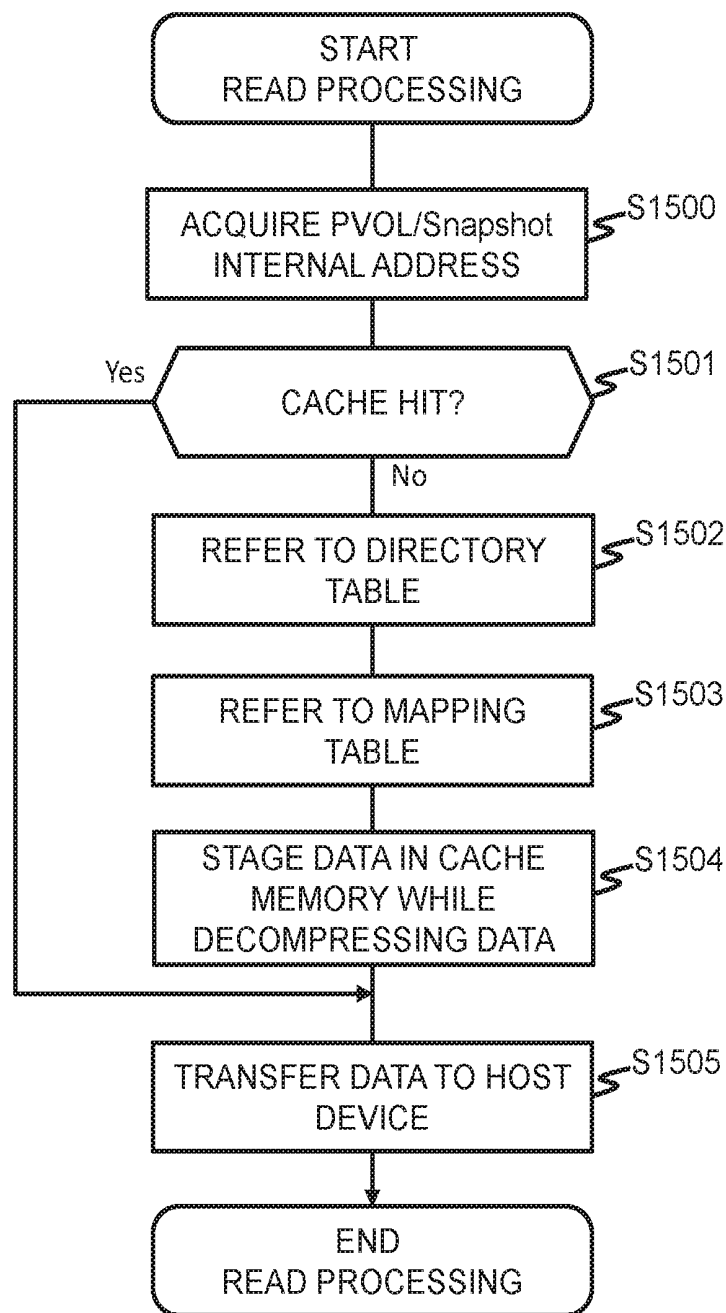 START
READ PROCESSING
S1500
ACQUIRE PVOL/Snapshot
INTERNAL ADDRESS
S1501
Yes
CACHE HIT?
No
S1502
REFER TO DIRECTORY
TABLE
S1503
REFER TO MAPPING
TABLE
S1504
STAGE DATA IN CACHE
MEMORY WHILE
DECOMPRESSING DATA
S1505
TRANSFER DATA TO HOST
DEVICE
END
READ PROCESSING